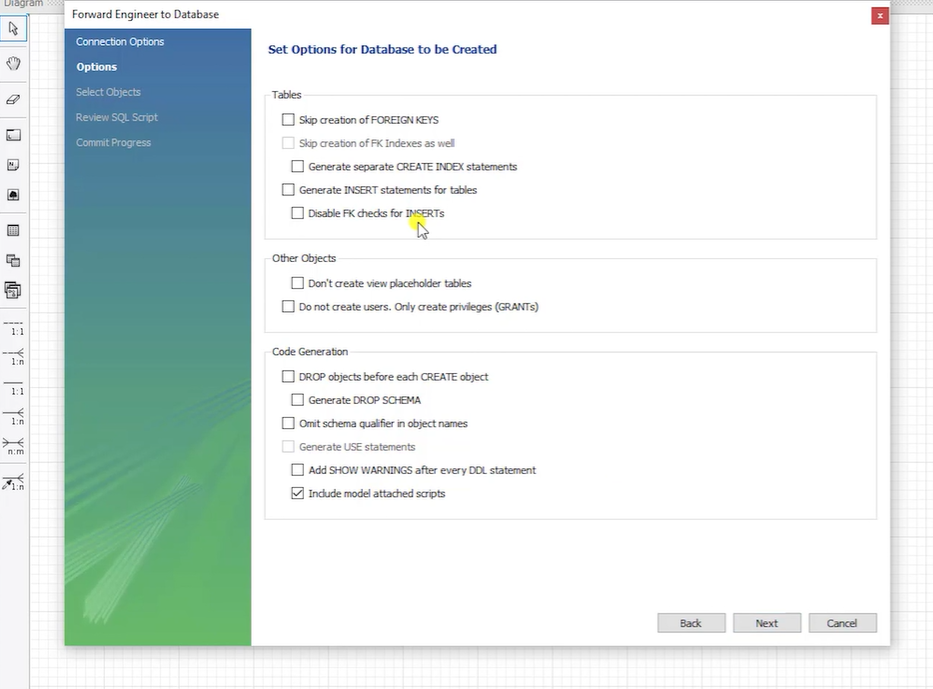 Diagram
Forward Engineer to Database
x
Connection Options
Options
Select Objects
Review SQL Script
Commit Progress
Set Options for Database to be Created
Tables
Skip creation of FOREIGN KEYS
Skip creation of FK Indexes as well
Generate separate CREATE INDEX statements
Generate INSERT statements for tables
Disable FK checks for INSERTs
Other Objects
Don't create view placeholder tables
Do not create users. Only create privileges (GRANTs)
Code Generation
DROP objects before each CREATE object
Generate DROP SCHEMA
Omit schema qualifier in object names
Generate USE statements
Add SHOW WARNINGS after every DDL statement
Include model attached scripts
Back Next Cancel
1:1
1:n
1:1
1:n
n:m
1:n